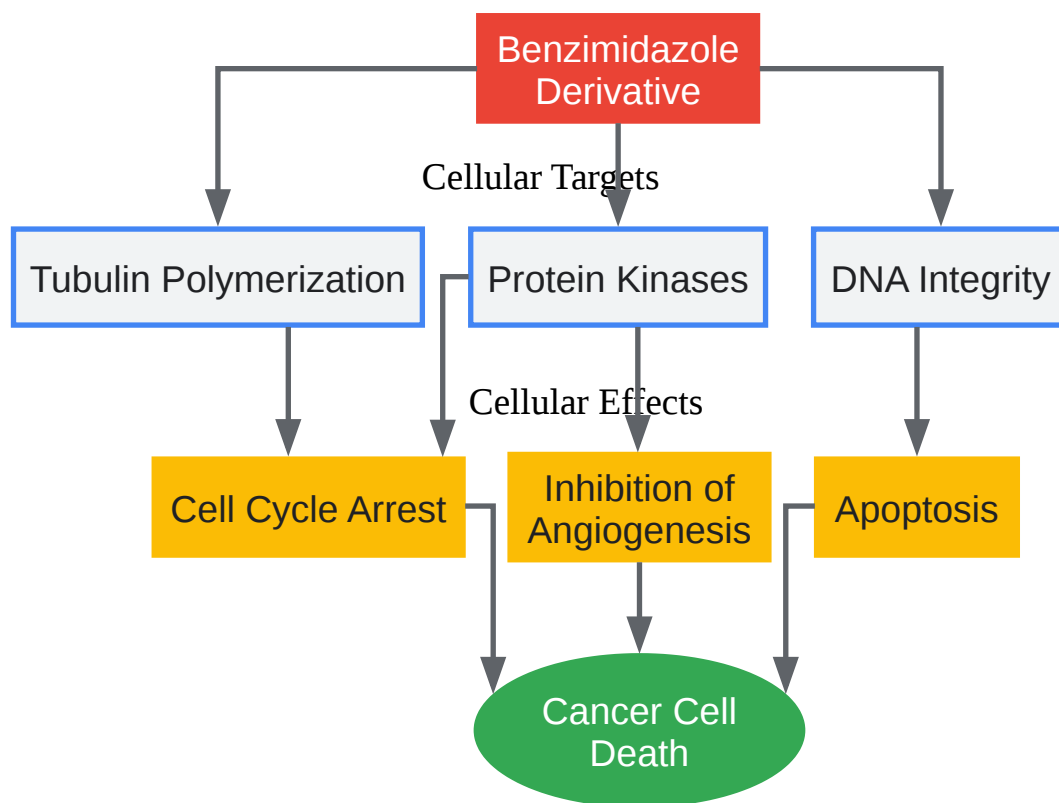 Benzimidazole
Derivative
Cellular Targets
Tubulin Polymerization
Protein Kinases
DNA Integrity
Cellular Effects
Cell Cycle Arrest
Inhibition of
Angiogenesis
Apoptosis
Cancer Cell
Death